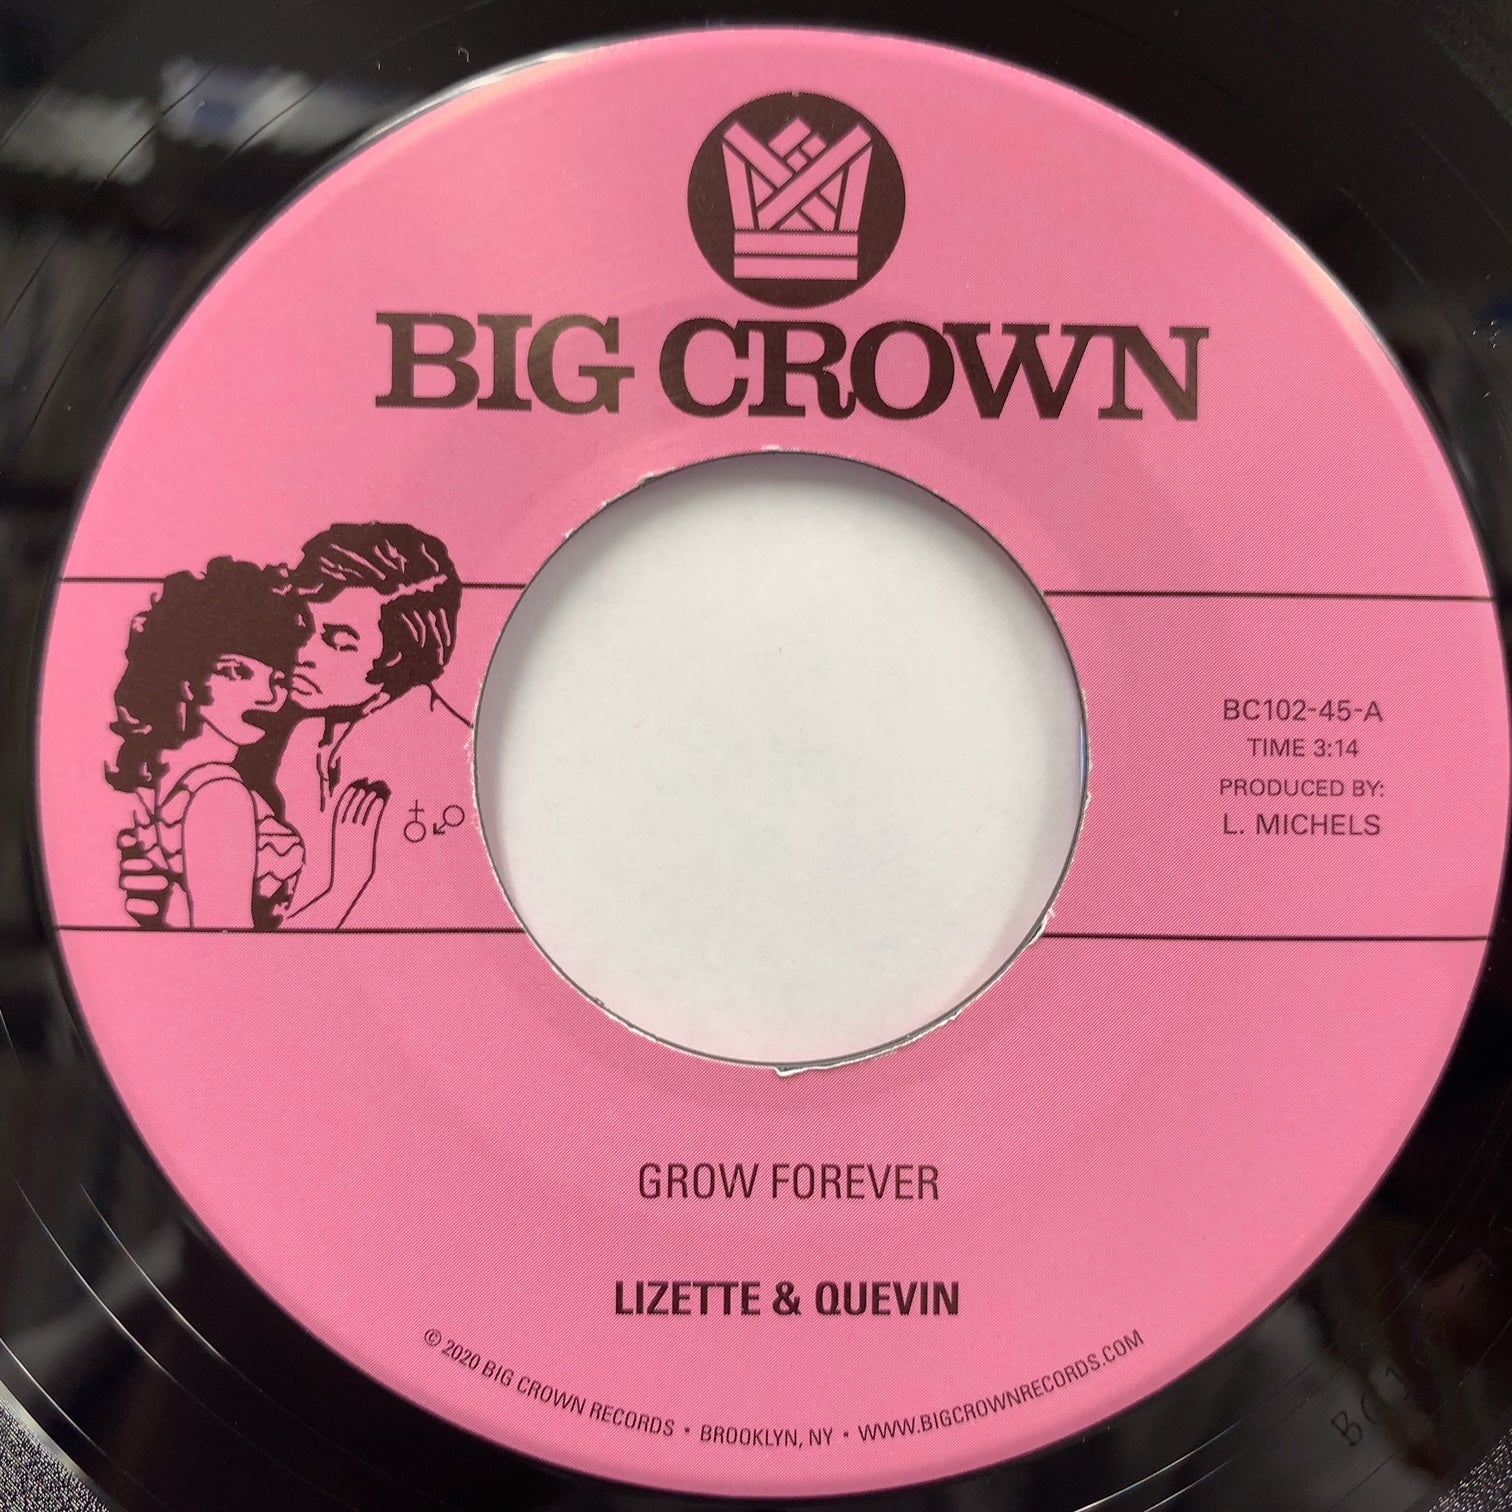 BIG CROWN
BC102-45-A
TIME 3:14
PRODUCED BY:
L. MICHELS
GROW FOREVER
LIZETTE & QUEVIN
© 2020 BIG CROWN RECORDS • BROOKLYN, NY • WWW.BIGCROWNRECORDS.COM